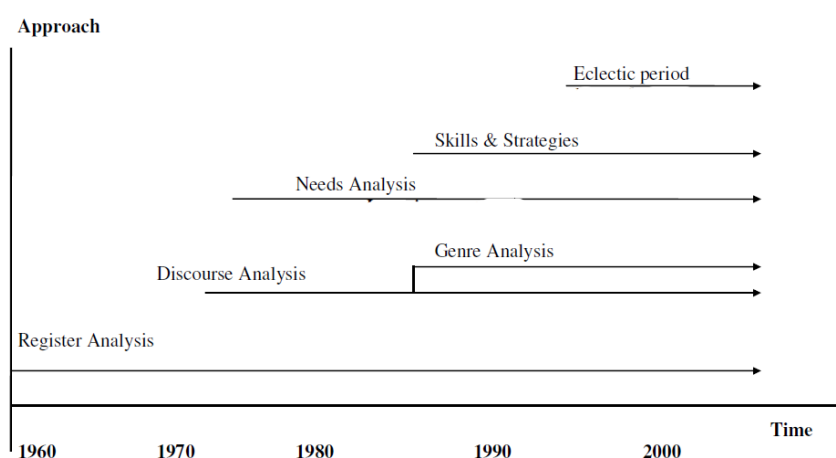 Approach
Eclectic period
Skills & Strategies
Needs Analysis
Genre Analysis
Discourse Analysis
Register Analysis
Time
1960 1970 1980 1990 2000